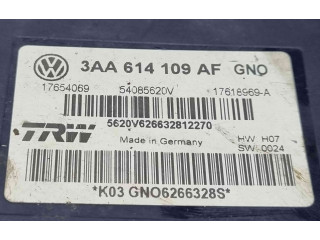 3AA 614 109 AF GNO
17654069 54085620V 17618969-A
5620V626632812270
TRW
Made in Germany HW H07
SW 0024
*K03 GNO6266328S*